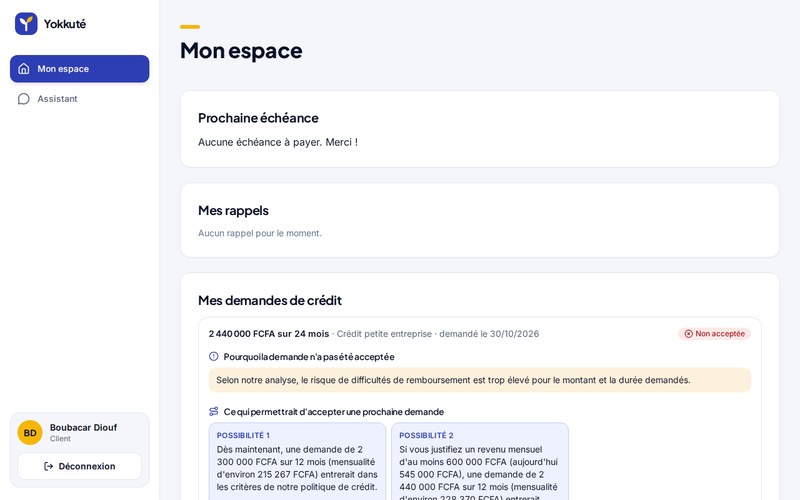 Yokkuté
Mon espace
Assistant
Mon espace
Prochaine échéance
Aucune échéance à payer. Merci !
Mes rappels
Aucun rappel pour le moment.
Mes demandes de crédit
2 440 000 FCFA sur 24 mois · Crédit petite entreprise · demandé le 30/10/2026
Non acceptée
Pourquoi la demande n'a pas été acceptée
Selon notre analyse, le risque de difficultés de remboursement est trop élevé pour le montant et la durée demandés.
Ce qui permettrait d'accepter une prochaine demande
POSSIBILITÉ 1
Dès maintenant, une demande de 2
300 000 FCFA sur 12 mois (mensualité
d'environ 215 267 FCFA) entrerait dans
les critères de notre politique de crédit.
POSSIBILITÉ 2
Si vous justifiez un revenu mensuel
d'au moins 600 000 FCFA (aujourd'hui
545 000 FCFA), une demande de 2
440 000 FCFA sur 12 mois (mensualité
d'environ 228 370 FCFA) entrerait
BD
Boubacar Diouf
Client
Déconnexion